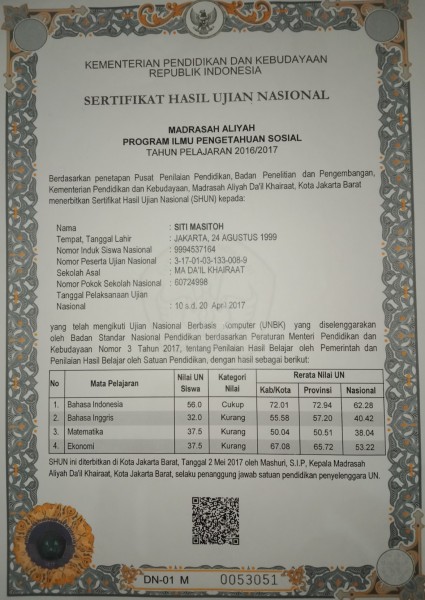 KEMENTERIAN PENDIDIKAN DAN KEBUDAYAAN
REPUBLIK INDONESIA
SERTIFIKAT HASIL UJIAN NASIONAL
MADRASAH ALIYAH
PROGRAM ILMU PENGETAHUAN SOSIAL
TAHUN PELAJARAN 2016/2017
Berdasarkan penetapan Pusat Penilaian Pendidikan, Badan Penelitian dan Pengembangan,
Kementerian Pendidikan dan Kebudayaan, Madrasah Aliyah Da'il Khairaat, Kota Jakarta Barat
menerbitkan Sertifikat Hasil Ujian Nasional (SHUN) kepada:
Nama : SITI MASITOH
Tempat, Tanggal Lahir : JAKARTA, 24 AGUSTUS 1999
Nomor Induk Siswa Nasional : 9994537164
Nomor Peserta Ujian Nasional : 3-17-01-03-133-008-9
Sekolah Asal : MA DA'IL KHAIRAAT
Nomor Pokok Sekolah Nasional : 60724998
Tanggal Pelaksanaan Ujian
Nasional : 10 s.d. 20 April 2017
yang telah mengikuti Ujian Nasional Berbasis Komputer (UNBK) yang diselenggarakan
oleh Badan Standar Nasional Pendidikan berdasarkan Peraturan Menteri Pendidikan dan
Kebudayaan Nomor 3 Tahun 2017, tentang Penilaian Hasil Belajar oleh Pemerintah dan
Penilaian Hasil Belajar oleh Satuan Pendidikan, dengan hasil sebagai berikut:
No Mata Pelajaran Nilai UN Siswa Kategori Nilai Rerata Nilai UN
Kab/Kota Provinsi Nasional
1. Bahasa Indonesia 56.0 Cukup 72.01 72.94 62.28
2. Bahasa Inggris 32.0 Kurang 55.58 57.20 40.42
3. Matematika 37.5 Kurang 50.04 50.51 38.04
4. Ekonomi 37.5 Kurang 67.08 65.72 53.22
SHUN ini diterbitkan di Kota Jakarta Barat, Tanggal 2 Mei 2017 oleh Mashuri, S.I.P, Kepala Madrasah
Aliyah Da'il Khairaat, Kota Jakarta Barat, selaku penanggung jawab satuan pendidikan penyelenggara UN.
DN-01 M 0053051